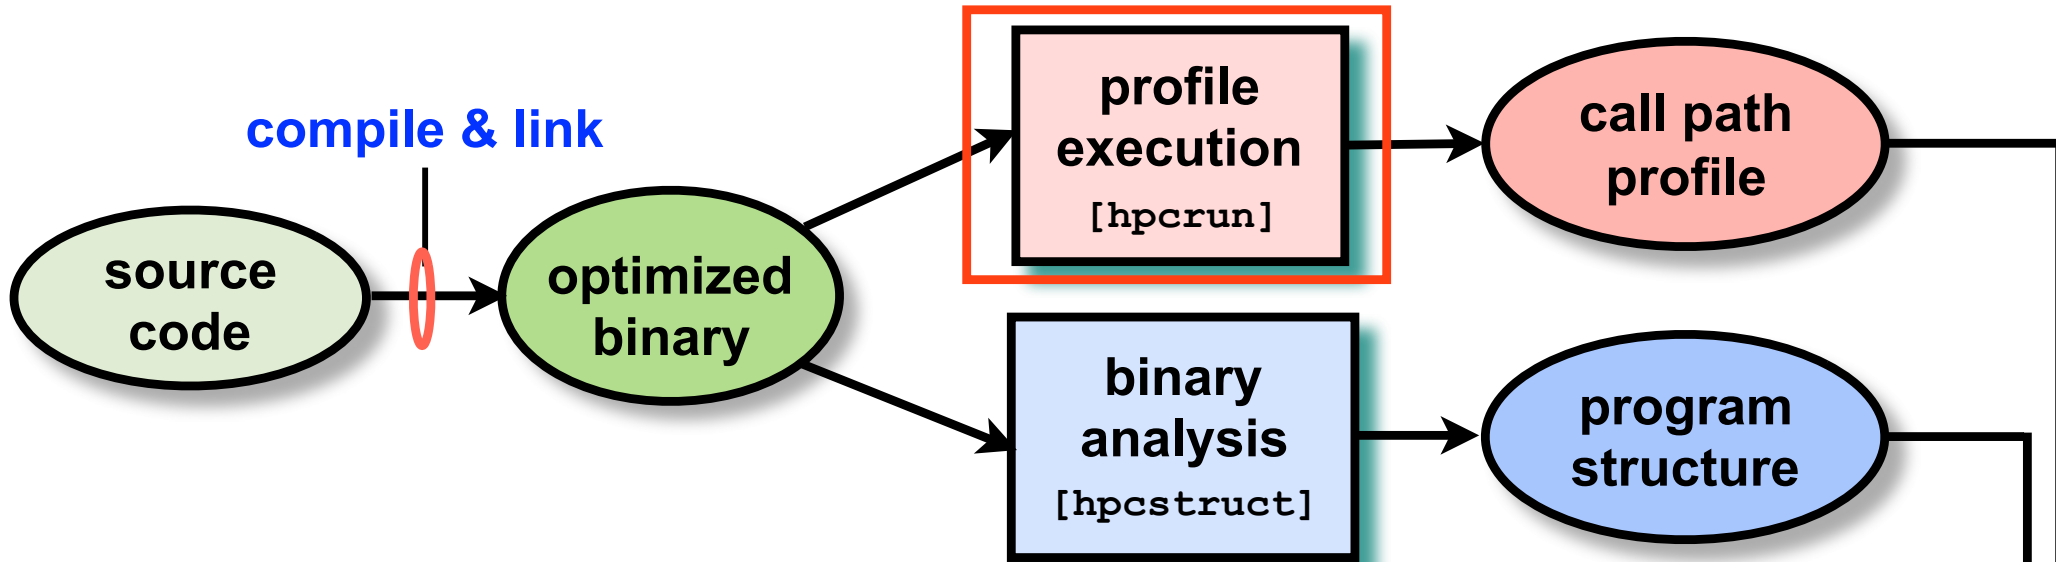 compile & link
source
code
optimized
binary
profile
execution
[hpcrun]
call path
profile
binary
analysis
[hpcstruct]
program
structure